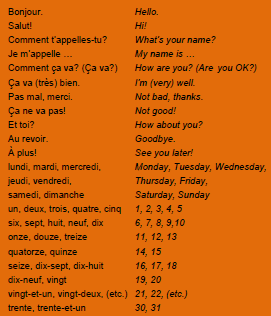 Bonjour. Hello.
Salut! Hi!
Comment t'appelles-tu? What's your name?
Je m'appelle ... My name is ...
Comment ça va? (Ça va?) How are you? (Are you OK?)
Ça va (très) bien. I'm (very) well.
Pas mal, merci. Not bad, thanks.
Ça ne va pas! Not good!
Et toi? How about you?
Au revoir. Goodbye.
À plus! See you later!
lundi, mardi, mercredi, Monday, Tuesday, Wednesday,
jeudi, vendredi, Thursday, Friday,
samedi, dimanche Saturday, Sunday
un, deux, trois, quatre, cinq 1, 2, 3, 4, 5
six, sept, huit, neuf, dix 6, 7, 8, 9,10
onze, douze, treize 11, 12, 13
quatorze, quinze 14, 15
seize, dix-sept, dix-huit 16, 17, 18
dix-neuf, vingt 19, 20
vingt-et-un, vingt-deux, (etc.) 21, 22, (etc.)
trente, trente-et-un 30, 31